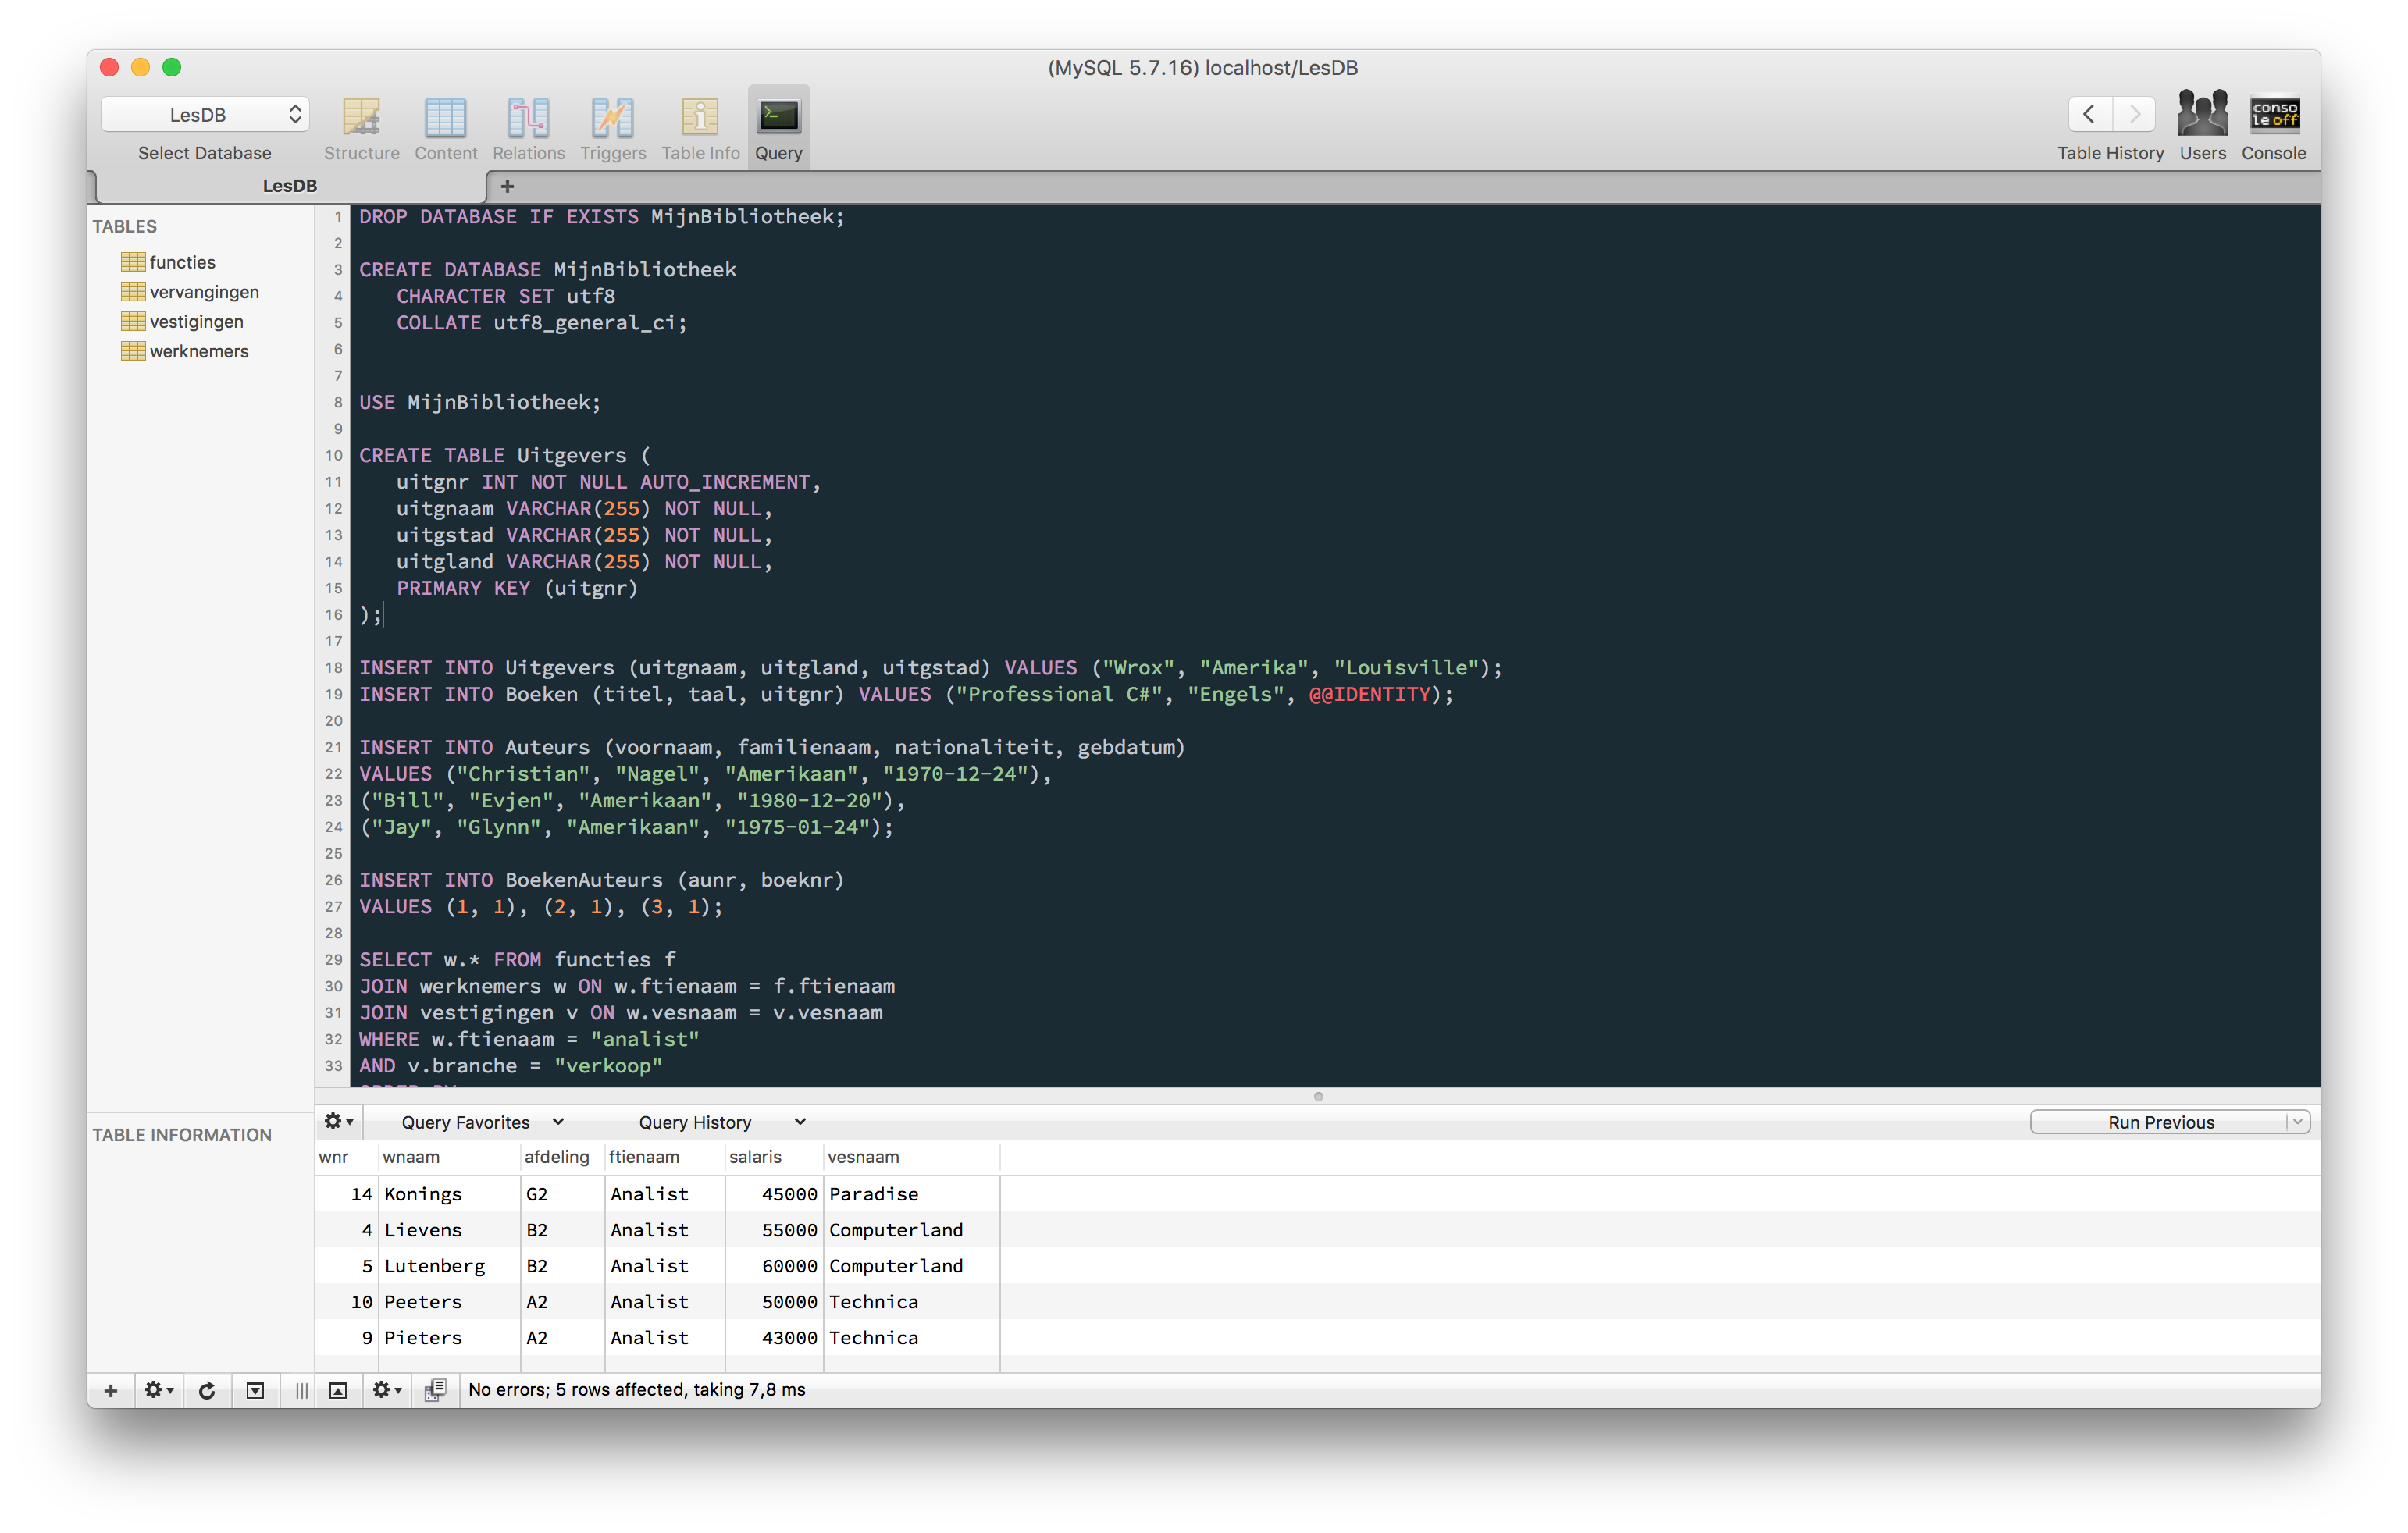 (MySQL 5.7.16) localhost/LesDB
LesDB
Select Database
Structure
Content
Relations
Triggers
Table Info
Query
Table History
Users
conso
le off
Console
LesDB
+
TABLES
functies
vervangingen
vestigingen
werknemers
1 DROP DATABASE IF EXISTS MijnBibliotheek;
2
3 CREATE DATABASE MijnBibliotheek
4 CHARACTER SET utf8
5 COLLATE utf8_general_ci;
6
7
8 USE MijnBibliotheek;
9
10 CREATE TABLE Uitgevers (
11 uitgnr INT NOT NULL AUTO_INCREMENT,
12 uitgnaam VARCHAR(255) NOT NULL,
13 uitgstad VARCHAR(255) NOT NULL,
14 uitgland VARCHAR(255) NOT NULL,
15 PRIMARY KEY (uitgnr)
16 );
17
18 INSERT INTO Uitgevers (uitgnaam, uitgland, uitgstad) VALUES ("Wrox", "Amerika", "Louisville");
19 INSERT INTO Boeken (titel, taal, uitgnr) VALUES ("Professional C#", "Engels", @@IDENTITY);
20
21 INSERT INTO Auteurs (voornaam, familienaam, nationaliteit, gebdatum)
22 VALUES ("Christian", "Nagel", "Amerikaan", "1970-12-24"),
23 ("Bill", "Evjen", "Amerikaan", "1980-12-20"),
24 ("Jay", "Glynn", "Amerikaan", "1975-01-24");
25
26 INSERT INTO BoekenAuteurs (aunr, boeknr)
27 VALUES (1, 1), (2, 1), (3, 1);
28
29 SELECT w.* FROM functies f
30 JOIN werknemers w ON w.ftienaam = f.ftienaam
31 JOIN vestigingen v ON w.vesnaam = v.vesnaam
32 WHERE w.ftienaam = "analist"
33 AND v.branche = "verkoop"
TABLE INFORMATION
Query Favorites
Query History
Run Previous
wnr wnaam afdeling ftienaam salaris vesnaam
14 Konings G2 Analist 45000 Paradise
4 Lievens B2 Analist 55000 Computerland
5 Lutenberg B2 Analist 60000 Computerland
10 Peeters A2 Analist 50000 Technica
9 Pieters A2 Analist 43000 Technica
No errors; 5 rows affected, taking 7,8 ms